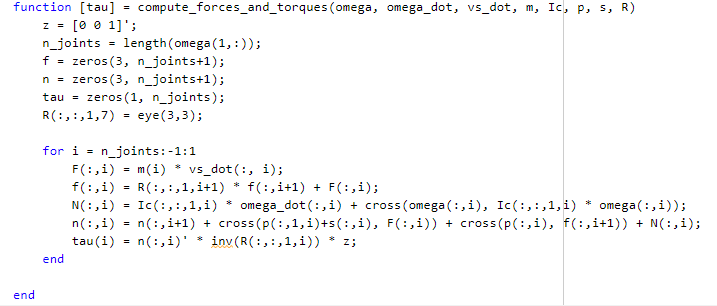 function [tau] = compute_forces_and_torques(omega, omega_dot, vs_dot, m, Ic, p, s, R)
z = [0 0 1]';
n_joints = length(omega(1,:));
f = zeros(3, n_joints+1);
n = zeros(3, n_joints+1);
tau = zeros(1, n_joints);
R(:,:,1,7) = eye(3,3);
for i = n_joints:-1:1
F(:,i) = m(i) * vs_dot(:, i);
f(:,i) = R(:,:,1,i+1) * f(:,i+1) + F(:,i);
N(:,i) = Ic(:,:,1,i) * omega_dot(:,i) + cross(omega(:,i), Ic(:,:,1,i) * omega(:,i));
n(:,i) = n(:,i+1) + cross(p(:,1,i)+s(:,i), F(:,i)) + cross(p(:,i), f(:,i+1)) + N(:,i);
tau(i) = n(:,i)' * inv(R(:,:,1,i)) * z;
end
end